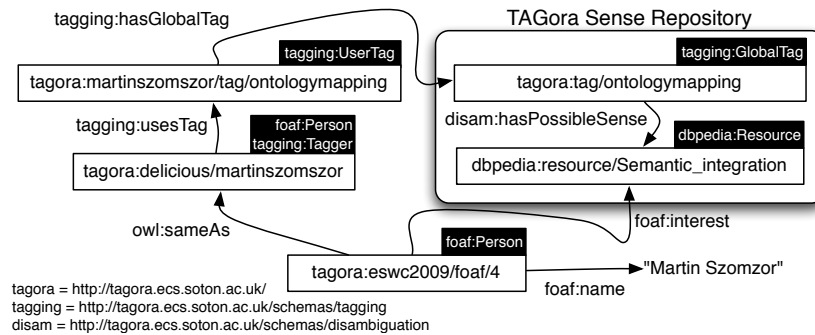 TAGora Sense Repository
tagging:hasGlobalTag
tagging:UserTag
tagora:martinszomszor/tag/ontologymapping
tagging:GlobalTag
tagora:tag/ontologymapping
tagging:usesTag
disam:hasPossibleSense
foaf:Person
tagging:Tagger
tagora:delicious/martinszomszor
dbpedia:Resource
dbpedia:resource/Semantic_integration
owl:sameAs
foaf:interest
foaf:Person
tagora:eswc2009/foaf/4
"Martin Szomzor"
foaf:name
tagora = http://tagora.ecs.soton.ac.uk/
tagging = http://tagora.ecs.soton.ac.uk/schemas/tagging
disam = http://tagora.ecs.soton.ac.uk/schemas/disambiguation